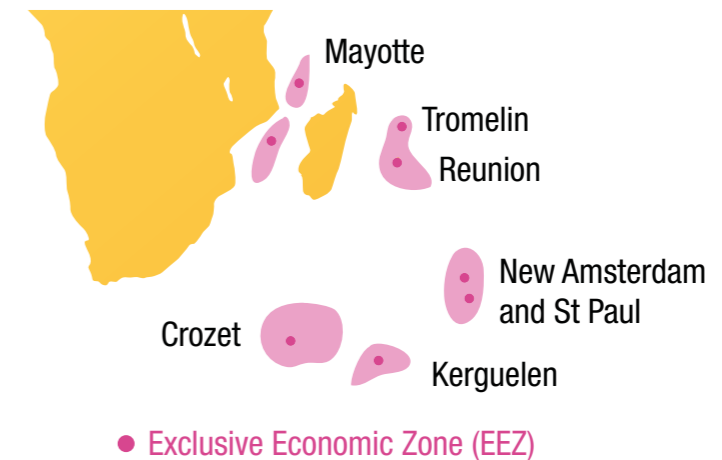 Mayotte
Tromelin
Reunion
New Amsterdam
and St Paul
Crozet
Kerguelen
Exclusive Economic Zone (EEZ)